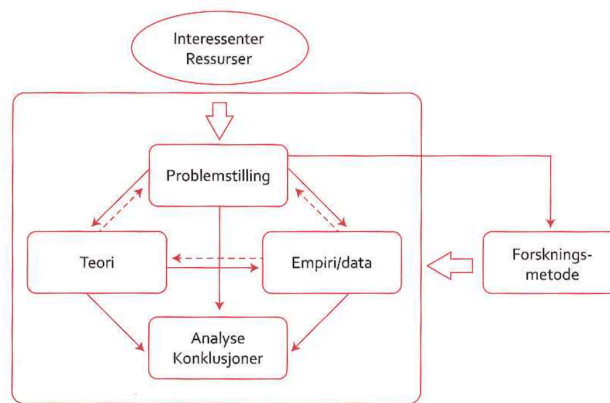 Interessenter
Ressurser
Problemstilling
Teori
Empiri/data
Forsknings-
metode
Analyse
Konklusjoner